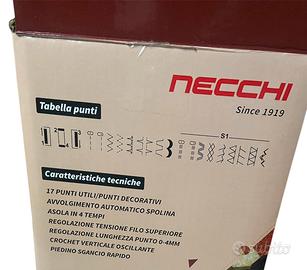 NECCHI
Since 1919
Tabella punti
S1
Caratteristiche tecniche
17 PUNTI UTILI/PUNTI DECORATIVI
AVVOLGIMENTO AUTOMATICO SPOLINA
ASOLA IN 4 TEMPI
REGOLAZIONE TENSIONE FILO SUPERIORE
REGOLAZIONE LUNGHEZZA PUNTO 0-4MM
CROCHET VERTICALE OSCILLANTE
PIEDINO SGANCIO RAPIDO
subito